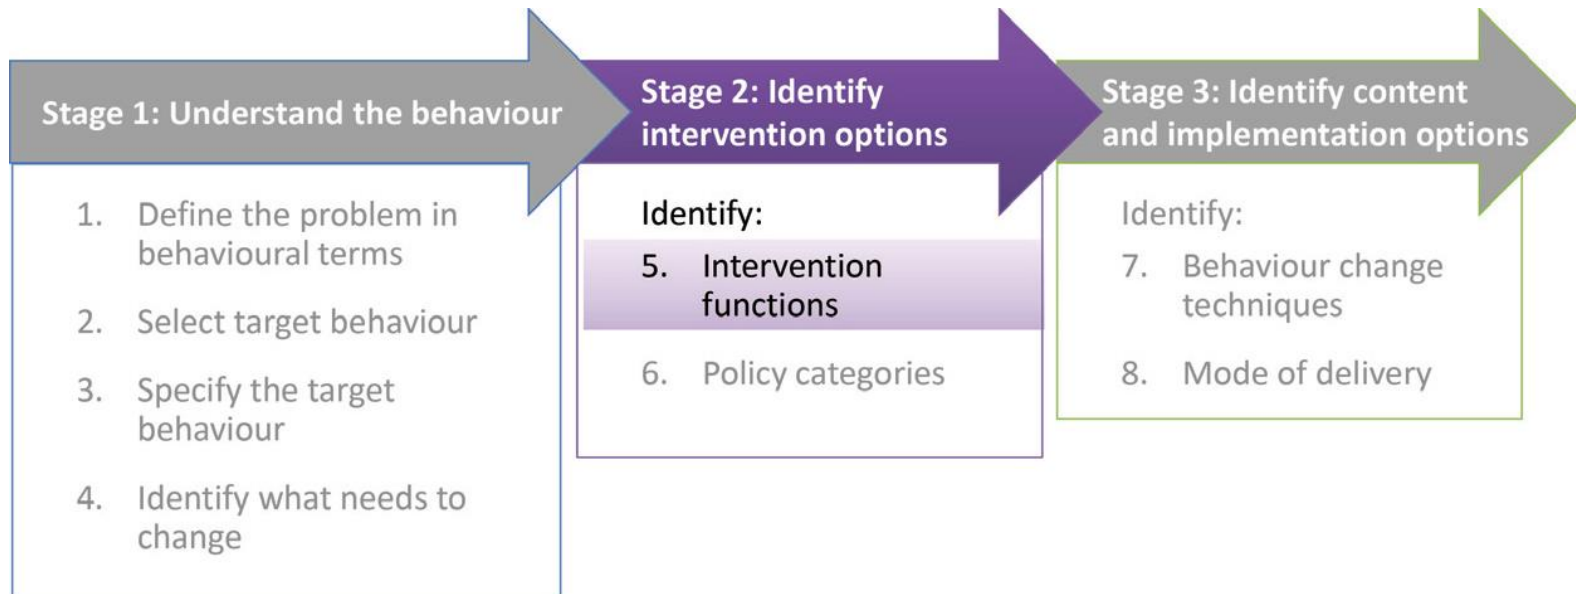 Stage 1: Understand the behaviour
1. Define the problem in
behavioural terms
2. Select target behaviour
3. Specify the target
behaviour
4. Identify what needs to
change
Stage 2: Identify
intervention options
Identify:
5. Intervention
functions
6. Policy categories
Stage 3: Identify content
and implementation options
Identify:
7. Behaviour change
techniques
8. Mode of delivery